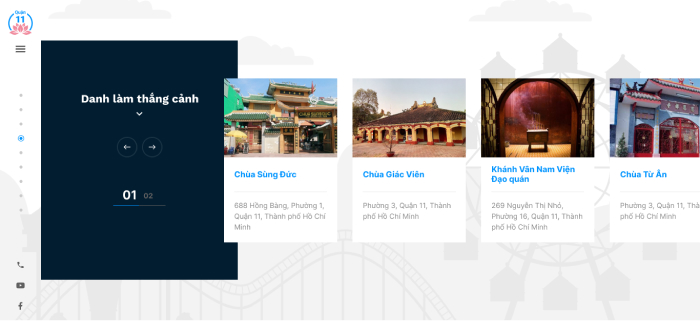 Quận
11
Danh làm thắng cảnh
01 02
Chùa Sùng Đức
688 Hồng Bàng, Phường 1,
Quận 11, Thành phố Hồ Chí
Minh
Chùa Giác Viên
Phường 3, Quận 11, Thành
phố Hồ Chí Minh
Khánh Vân Nam Viện
Đạo quán
269 Nguyễn Thị Nhỏ,
Phường 16, Quận 11, Thành
phố Hồ Chí Minh
Chùa Từ Ân
Phường 3, Quận 11, Thà
phố Hồ Chí Minh